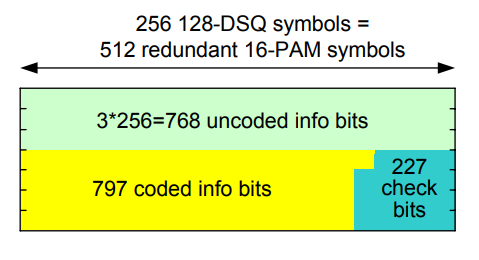 256 128-DSQ symbols =
512 redundant 16-PAM symbols
3*256=768 uncoded info bits
797 coded info bits
227
check
bits